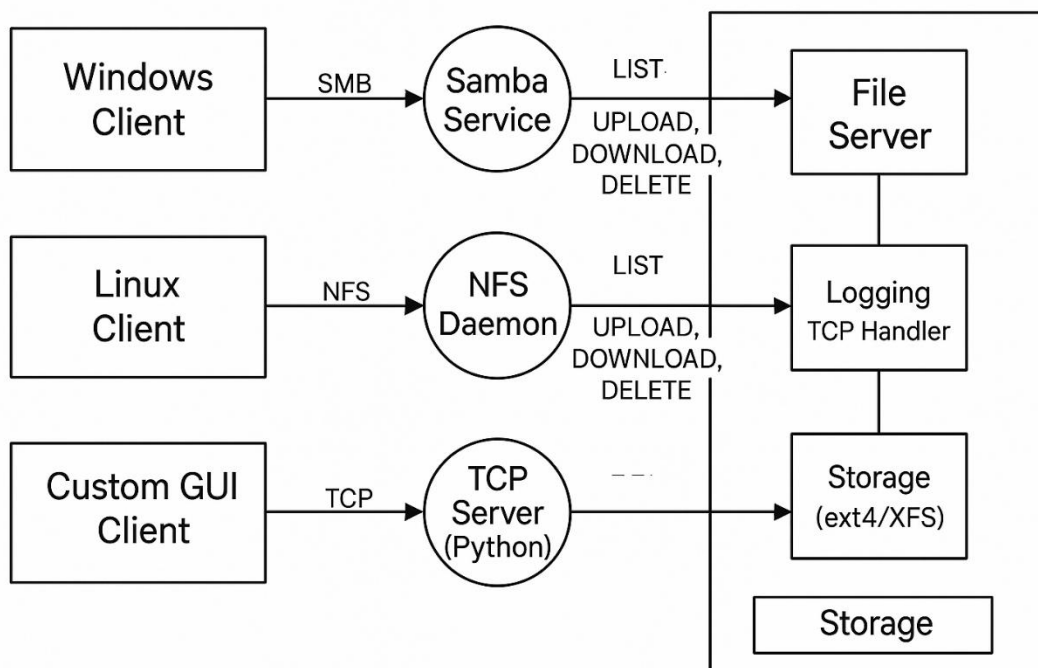 Windows
Client
SMB
Samba
Service
LIST
UPLOAD,
DOWNLOAD,
DELETE
File
Server
Linux
Client
NFS
NFS
Daemon
LIST
UPLOAD,
DOWNLOAD,
DELETE
Logging
TCP Handler
Custom GUI
Client
TCP
TCP
Server
(Python)
Storage
(ext4/XFS)
Storage